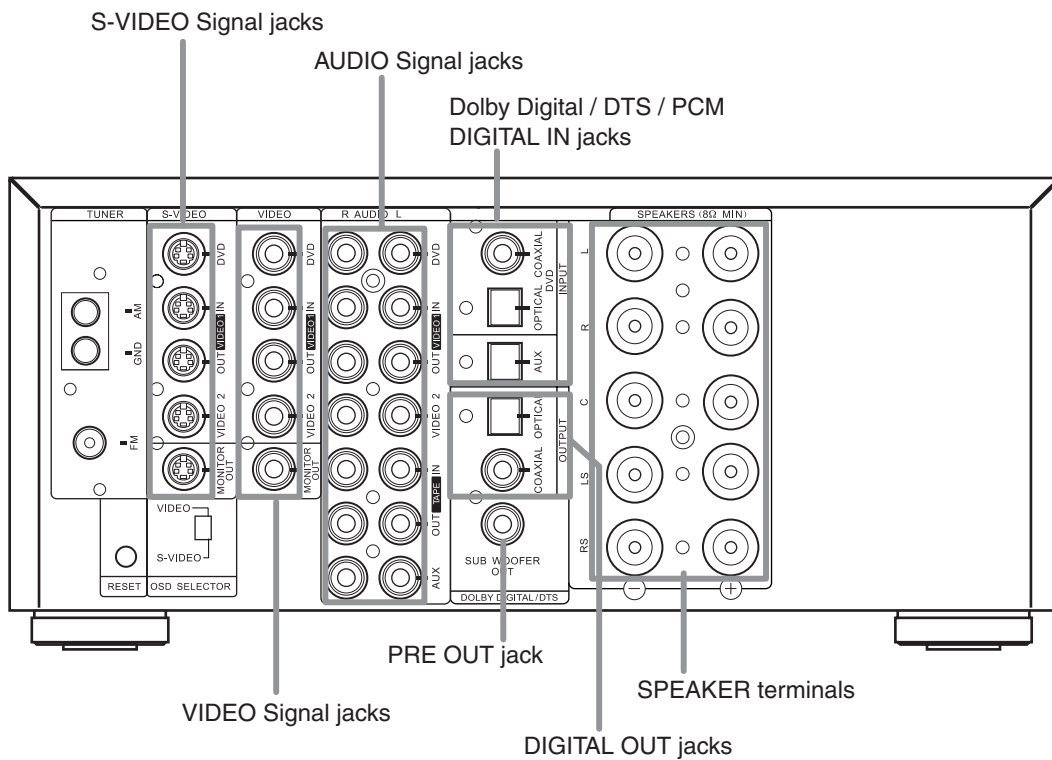 S-VIDEO Signal jacks
AUDIO Signal jacks
Dolby Digital / DTS / PCM
DIGITAL IN jacks
TUNER
S-VIDEO
VIDEO
R AUDIO L
SPEAKERS (8Ω MIN)
AM
GND
FM
DVD
IN
VIDEO 1
OUT
VIDEO 2
MONITOR
OUT
DVD
IN
VIDEO 1
OUT
VIDEO 2
MONITOR
OUT
DVD
IN
VIDEO 1
OUT
VIDEO 2
IN
TAPE
OUT
AUX
COAXIAL
OPTICAL
DVD
INPUT
AUX
OPTICAL
COAXIAL
OUTPUT
SUB WOOFER
OUT
DOLBY DIGITAL/DTS
L
R
C
LS
RS
− +
VIDEO
S-VIDEO
RESET
OSD SELECTOR
PRE OUT jack
SPEAKER terminals
VIDEO Signal jacks
DIGITAL OUT jacks